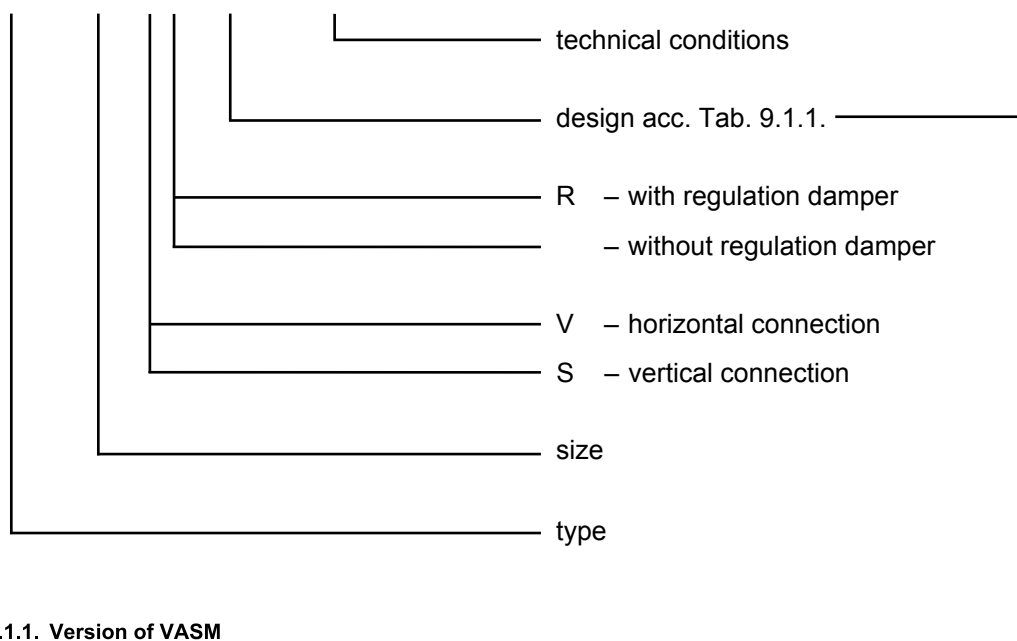 technical conditions
design acc. Tab. 9.1.1.
R – with regulation damper
– without regulation damper
V – horizontal connection
S – vertical connection
size
type
.1.1. Version of VASM